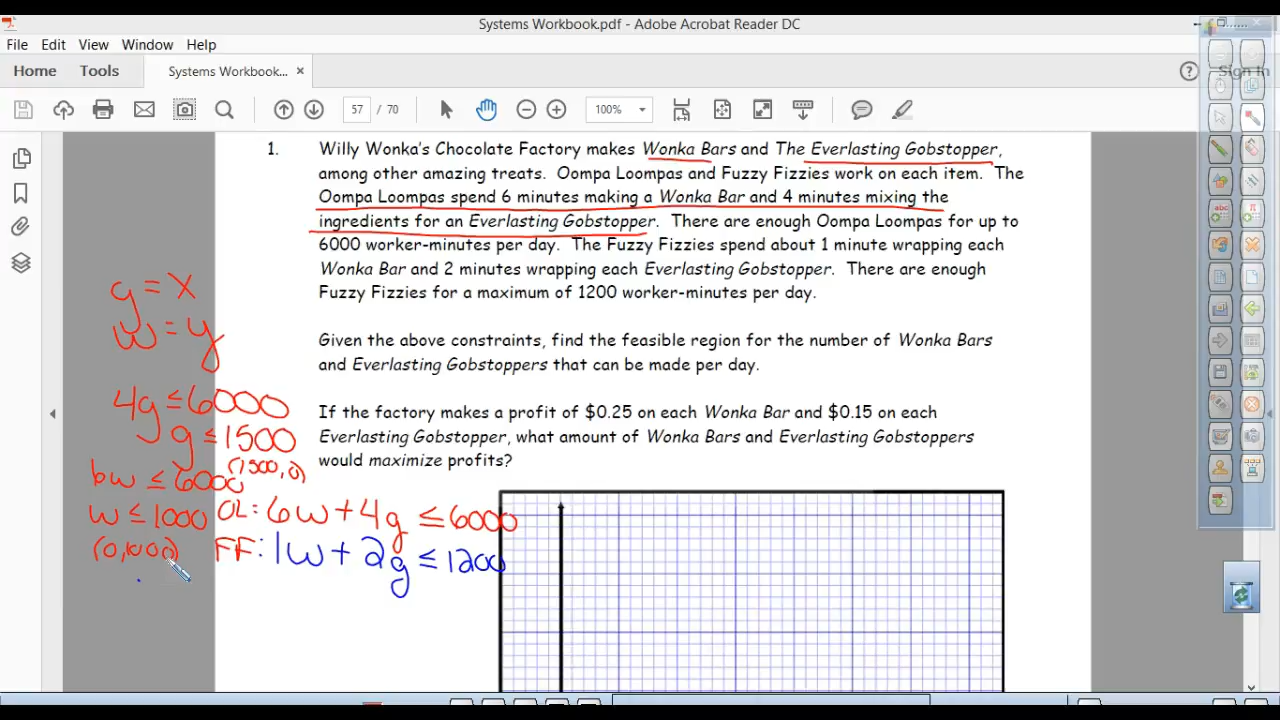 Systems Workbook.pdf - Adobe Acrobat Reader DC
File Edit View Window Help
Home Tools Systems Workbook... × Sign In
57 / 70 100%
1. Willy Wonka's Chocolate Factory makes Wonka Bars and The Everlasting Gobstopper,
among other amazing treats. Oompa Loompas and Fuzzy Fizzies work on each item. The
Oompa Loompas spend 6 minutes making a Wonka Bar and 4 minutes mixing the
ingredients for an Everlasting Gobstopper. There are enough Oompa Loompas for up to
6000 worker-minutes per day. The Fuzzy Fizzies spend about 1 minute wrapping each
Wonka Bar and 2 minutes wrapping each Everlasting Gobstopper. There are enough
Fuzzy Fizzies for a maximum of 1200 worker-minutes per day.
Given the above constraints, find the feasible region for the number of Wonka Bars
and Everlasting Gobstoppers that can be made per day.
If the factory makes a profit of $0.25 on each Wonka Bar and $0.15 on each
Everlasting Gobstopper, what amount of Wonka Bars and Everlasting Gobstoppers
would maximize profits?
g = x
w = y
4g ≤ 6000
g ≤ 1500
(1500, 0)
6w ≤ 6000
w ≤ 1000
(0, 1000)
OL: 6w + 4g ≤ 6000
FF: 1w + 2g ≤ 1200